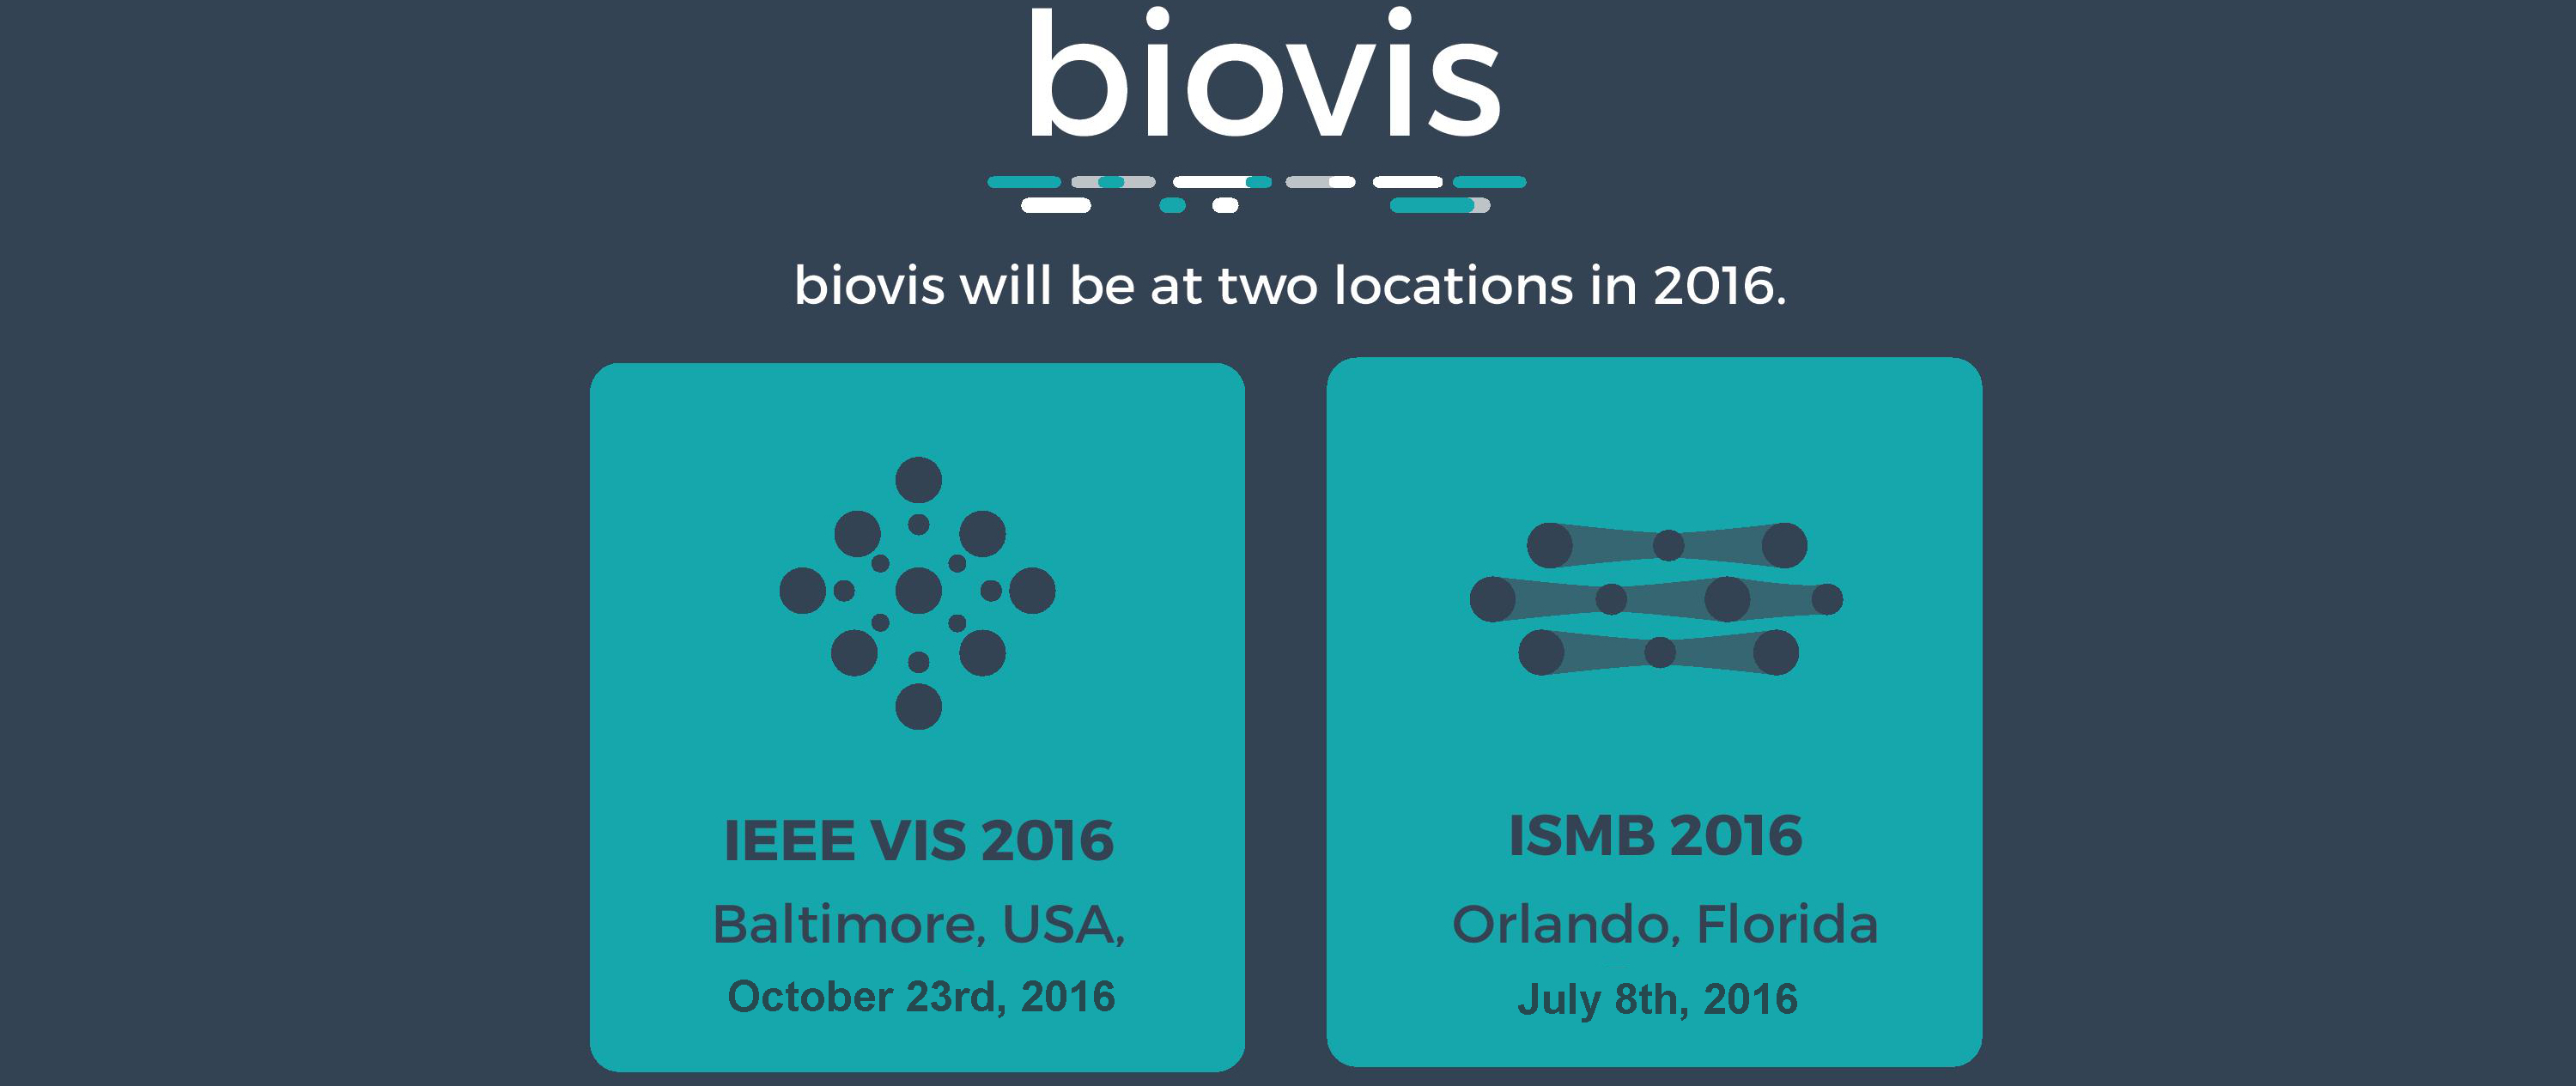 biovis
biovis will be at two locations in 2016.
IEEE VIS 2016
Baltimore, USA,
October 23rd, 2016
ISMB 2016
Orlando, Florida
July 8th, 2016